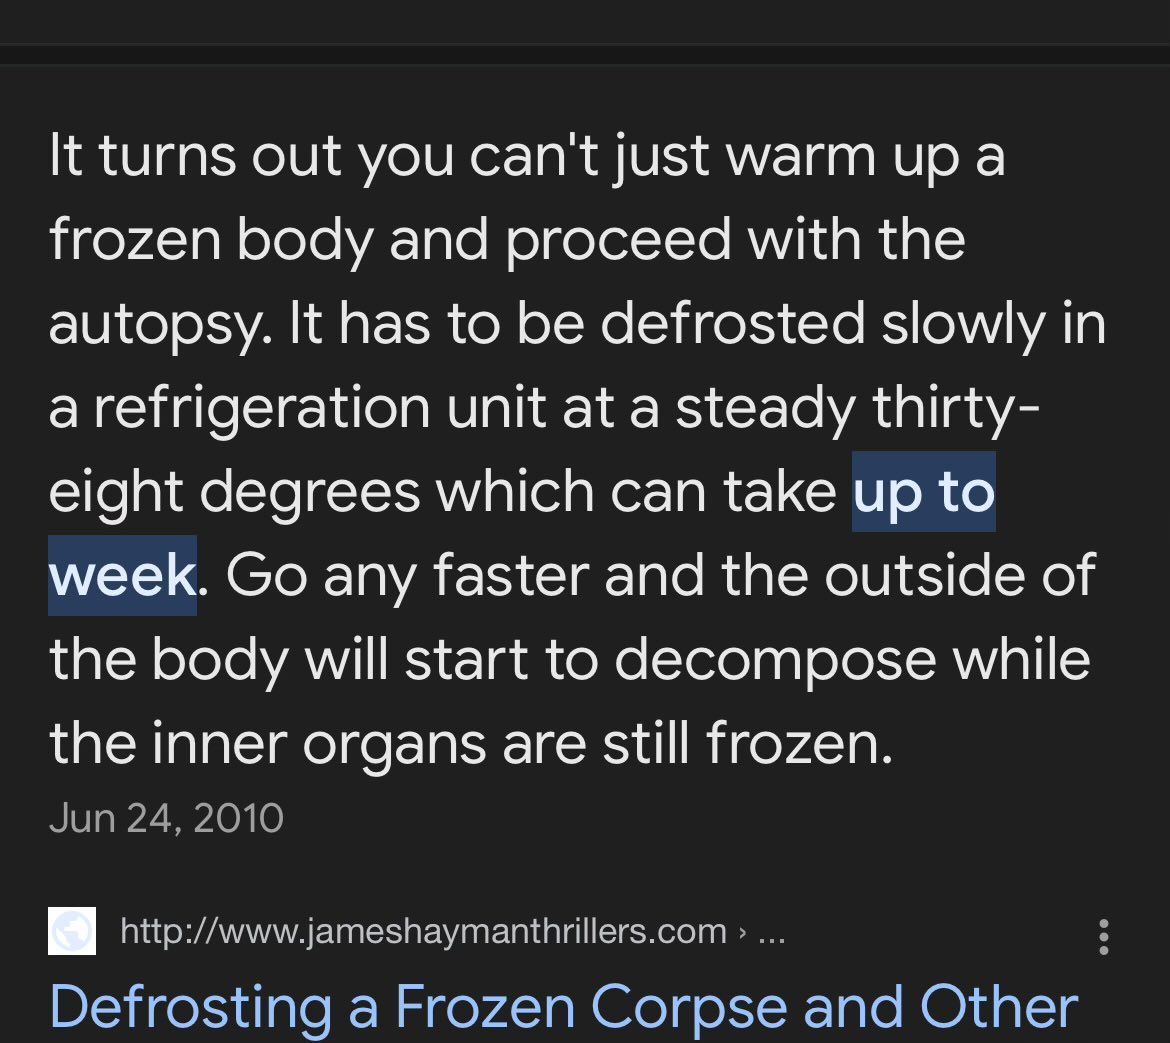 It turns out you can't just warm up a
frozen body and proceed with the
autopsy. It has to be defrosted slowly in
a refrigeration unit at a steady thirty-
eight degrees which can take up to
week. Go any faster and the outside of
the body will start to decompose while
the inner organs are still frozen.
Jun 24, 2010
http://www.jameshaymanthrillers.com › ...
Defrosting a Frozen Corpse and Other